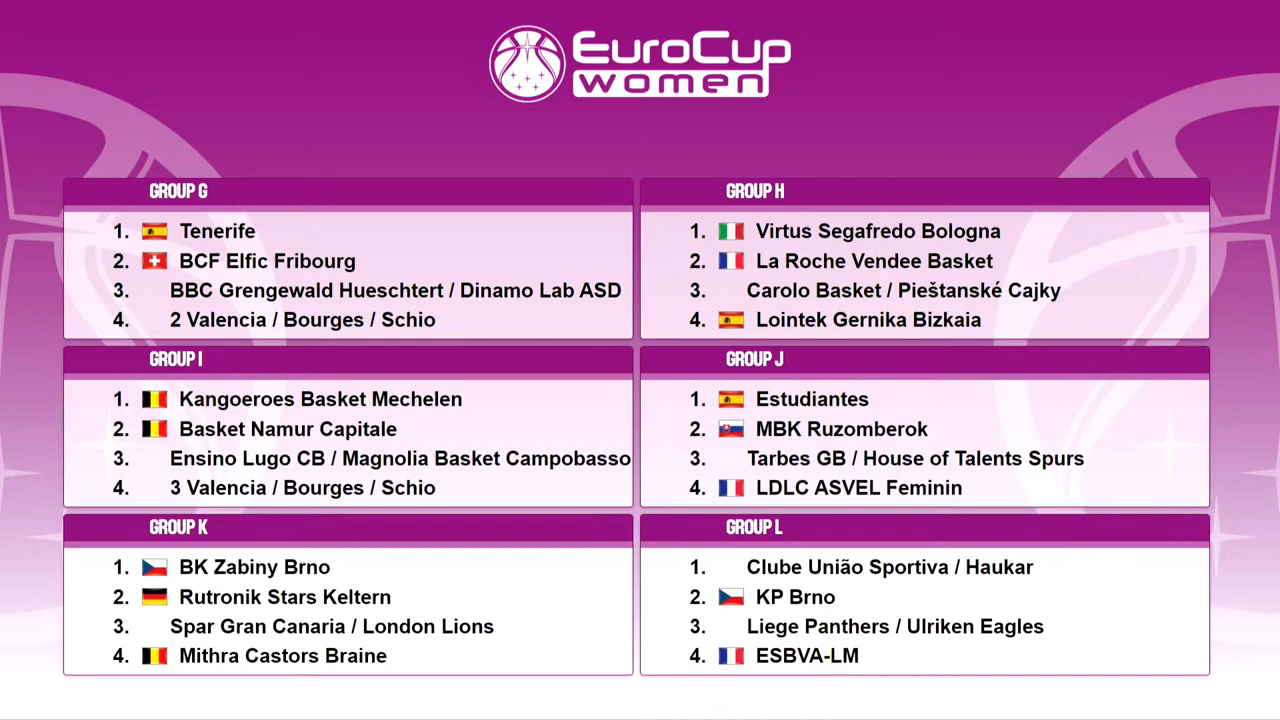 EuroCup
women
GROUP G
1. Tenerife
2. BCF Elfic Fribourg
3. BBC Grengewald Hueschtert / Dinamo Lab ASD
4. 2 Valencia / Bourges / Schio
GROUP H
1. Virtus Segafredo Bologna
2. La Roche Vendee Basket
3. Carolo Basket / Pieštanské Cajky
4. Lointek Gernika Bizkaia
GROUP I
1. Kangoeroes Basket Mechelen
2. Basket Namur Capitale
3. Ensino Lugo CB / Magnolia Basket Campobasso
4. 3 Valencia / Bourges / Schio
GROUP J
1. Estudiantes
2. MBK Ruzomberok
3. Tarbes GB / House of Talents Spurs
4. LDLC ASVEL Feminin
GROUP K
1. BK Zabiny Brno
2. Rutronik Stars Keltern
3. Spar Gran Canaria / London Lions
4. Mithra Castors Braine
GROUP L
1. Clube União Sportiva / Haukar
2. KP Brno
3. Liege Panthers / Ulriken Eagles
4. ESBVA-LM